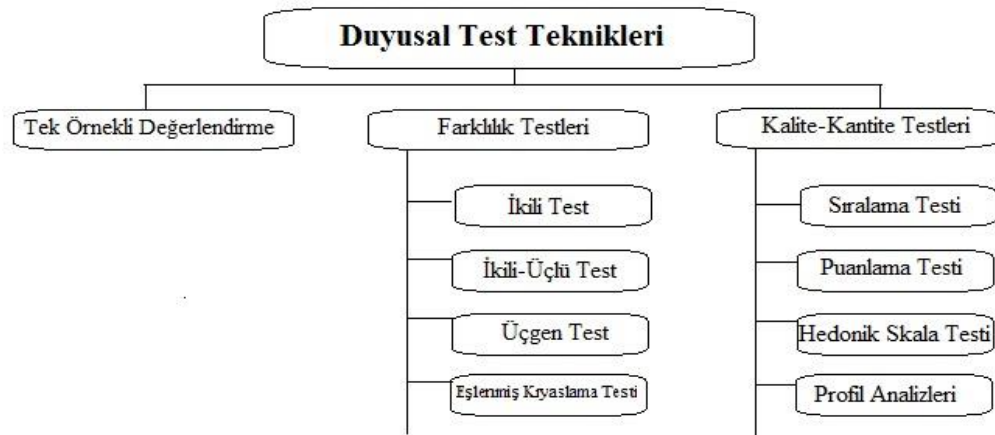 Duyusal Test Teknikleri
Tek Örnekli Değerlendirme
Farklılık Testleri
Kalite-Kantite Testleri
İkili Test
Sıralama Testi
İkili-Üçlü Test
Puanlama Testi
Üçgen Test
Hedonik Skala Testi
Eşlenmiş Kıyaslama Testi
Profil Analizleri